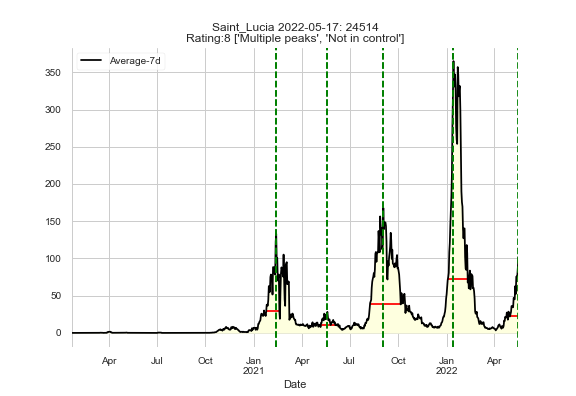 Saint_Lucia 2022-05-17: 24514
Rating:8 ['Multiple peaks', 'Not in control']
Average-7d
350
300
250
200
150
100
50
0
Apr Jul Oct Jan Apr Jul Oct Jan Apr
2021 2022
Date